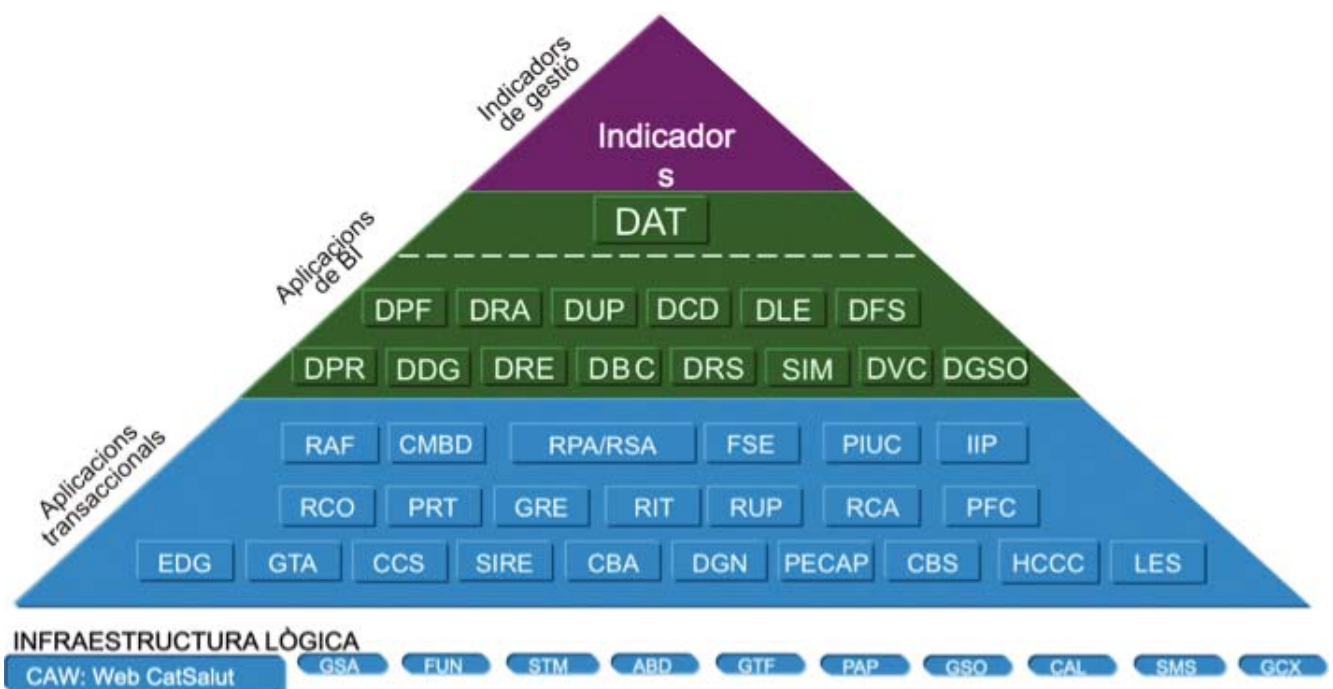 Indicadors
de gestió
Indicador
s
Aplicacions
de BI
DAT
DPF DRA DUP DCD DLE DFS
DPR DDG DRE DBC DRS SIM DVC DGSO
Aplicacions
transaccionals
RAF CMBD RPA/RSA FSE PIUC IIP
RCO PRT GRE RIT RUP RCA PFC
EDG GTA CCS SIRE CBA DGN PECAP CBS HCCC LES
INFRAESTRUCTURA LÒGICA
CAW: Web CatSalut GSA FUN STM ABD GTF PAP GSO CAL SMS GCX